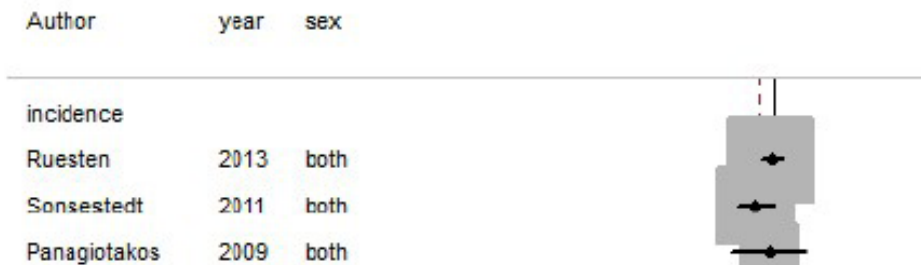 Author year sex
incidence
Ruesten 2013 both
Sonsestedt 2011 both
Panagiotakos 2009 both